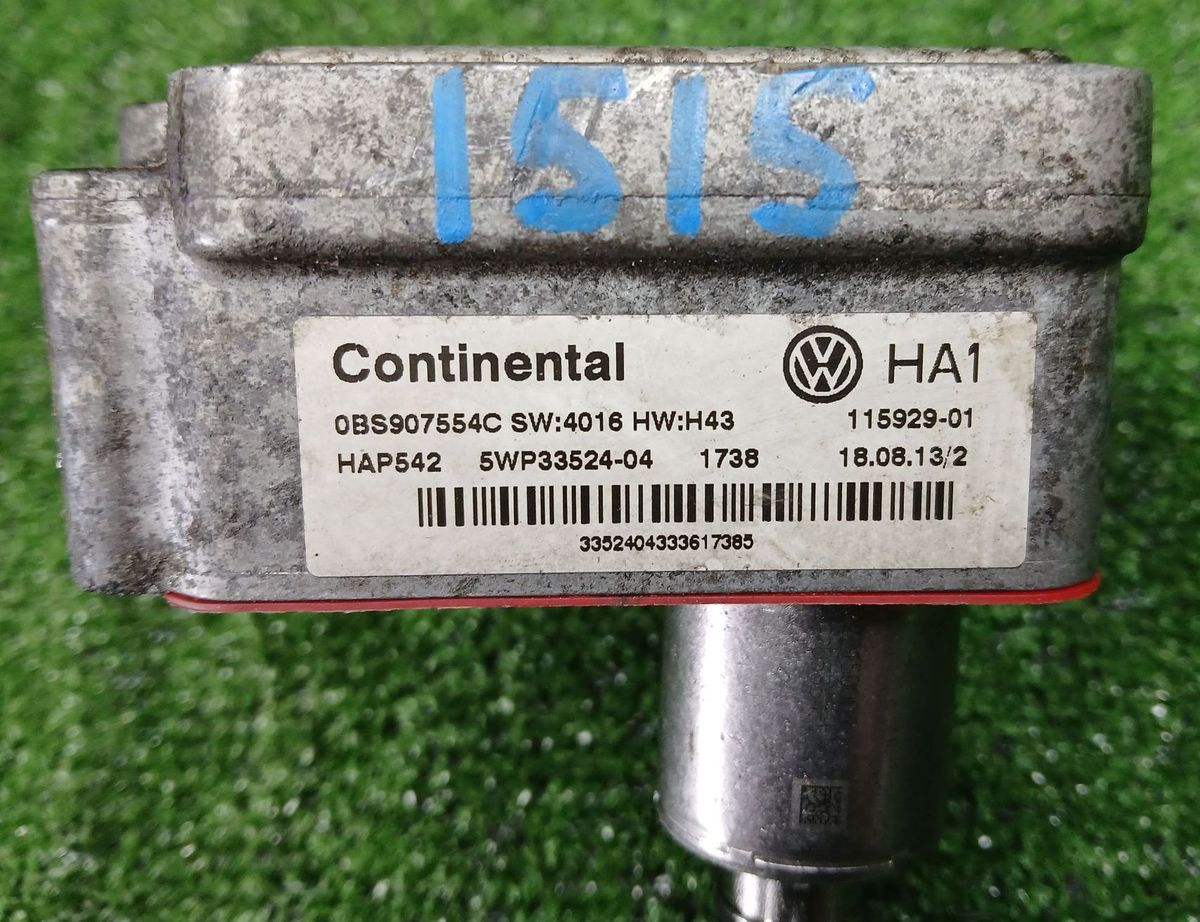 1515
Continental VW HA1
0BS907554C SW:4016 HW:H43 115929-01
HAP542 5WP33524-04 1738 18.08.13/2
3352404333617385